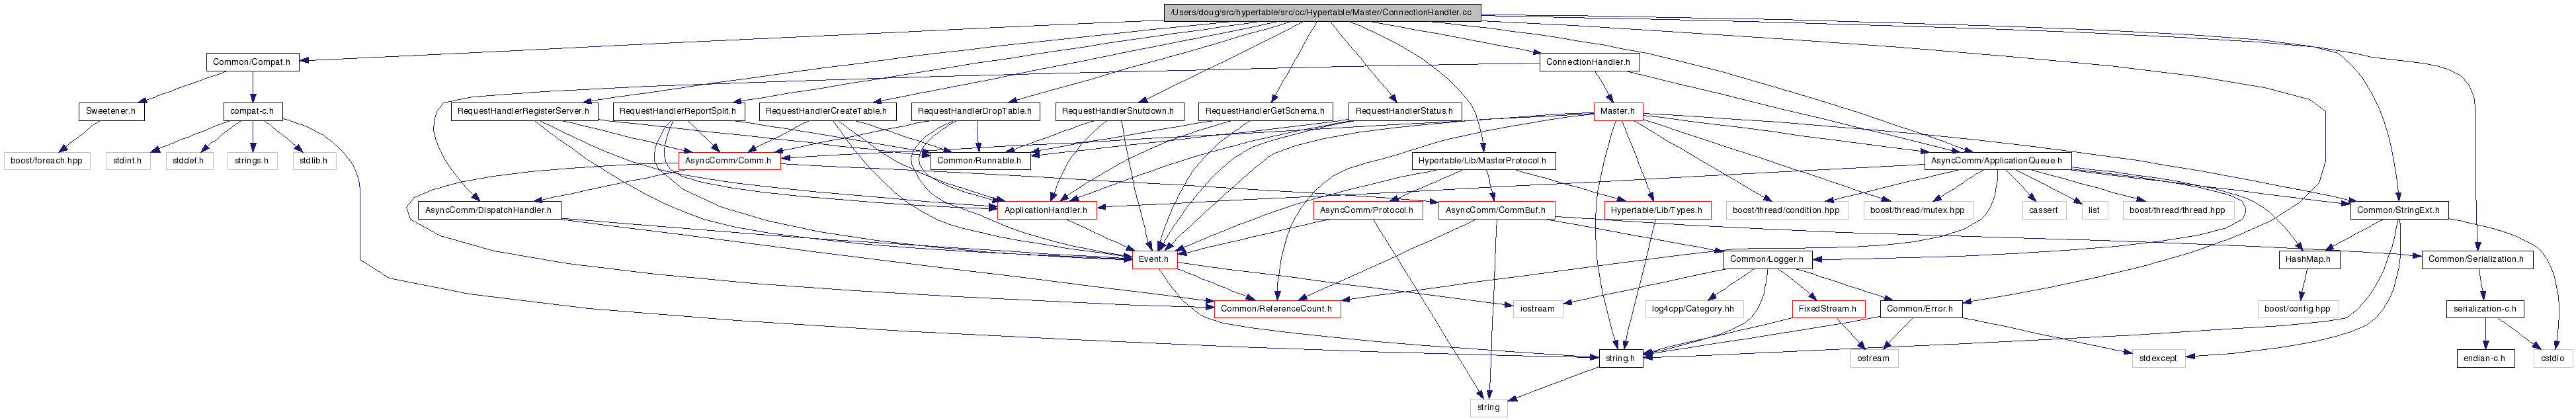 /Users/doug/src/hypertable/src/cc/Hypertable/Master/ConnectionHandler.cc
Common/Compat.h
ConnectionHandler.h
Sweetener.h
compat-c.h
RequestHandlerRegisterServer.h
RequestHandlerReportSplit.h
RequestHandlerCreateTable.h
RequestHandlerDropTable.h
RequestHandlerShutdown.h
RequestHandlerGetSchema.h
RequestHandlerStatus.h
Master.h
boost/foreach.hpp
stdint.h
stddef.h
strings.h
stdlib.h
AsyncComm/Comm.h
Common/Runnable.h
Hypertable/Lib/MasterProtocol.h
AsyncComm/ApplicationQueue.h
AsyncComm/DispatchHandler.h
ApplicationHandler.h
AsyncComm/Protocol.h
AsyncComm/CommBuf.h
Hypertable/Lib/Types.h
boost/thread/condition.hpp
boost/thread/mutex.hpp
cassert
list
boost/thread/thread.hpp
Common/StringExt.h
Event.h
Common/Logger.h
HashMap.h
Common/Serialization.h
Common/ReferenceCount.h
iostream
log4cpp/Category.hh
FixedStream.h
Common/Error.h
boost/config.hpp
serialization-c.h
string.h
ostream
stdexcept
endian-c.h
cstdio
string